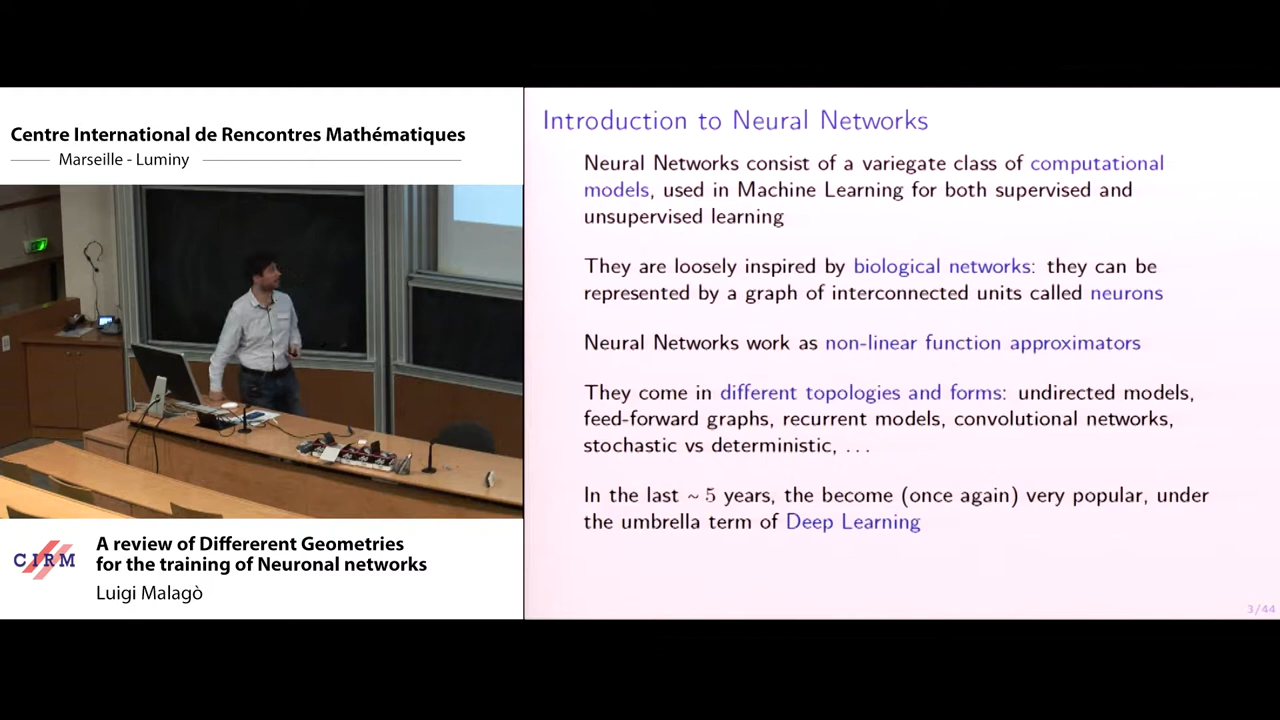 Centre International de Rencontres Mathématiques
Marseille - Luminy
CIRM
A review of Differerent Geometries
for the training of Neuronal networks
Luigi Malagò
Introduction to Neural Networks
Neural Networks consist of a variegate class of computational
models, used in Machine Learning for both supervised and
unsupervised learning
They are loosely inspired by biological networks: they can be
represented by a graph of interconnected units called neurons
Neural Networks work as non-linear function approximators
They come in different topologies and forms: undirected models,
feed-forward graphs, recurrent models, convolutional networks,
stochastic vs deterministic, ...
In the last ~ 5 years, the become (once again) very popular, under
the umbrella term of Deep Learning
3/44